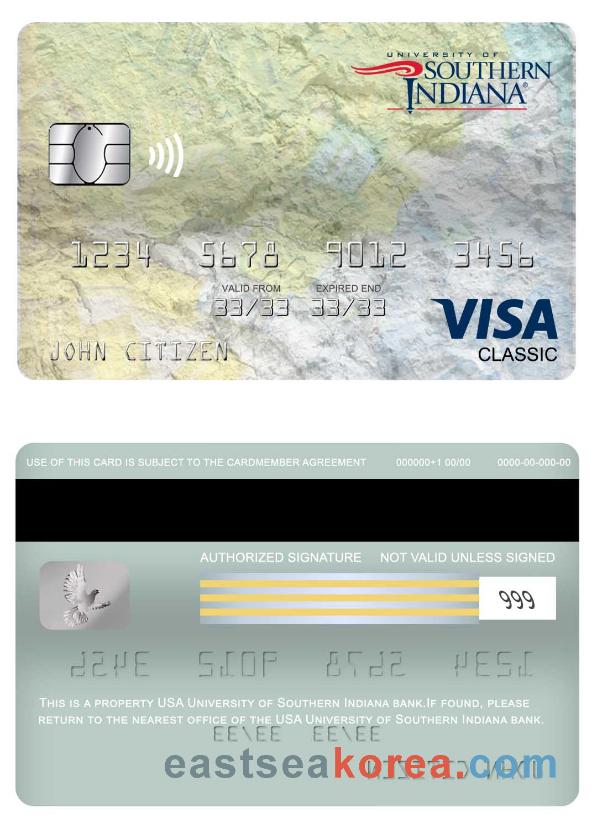 UNIVERSITY OF
SOUTHERN
INDIANA®
1234 5678 9012 3456
VALID FROM EXPIRED END
33/33 33/33
VISA
JOHN CITIZEN
CLASSIC
USE OF THIS CARD IS SUBJECT TO THE CARDMEMBER AGREEMENT 000000+1 00/00 0000-00-000-00
AUTHORIZED SIGNATURE NOT VALID UNLESS SIGNED
999
THIS IS A PROPERTY USA UNIVERSITY OF SOUTHERN INDIANA BANK.IF FOUND, PLEASE
RETURN TO THE NEAREST OFFICE OF THE USA UNIVERSITY OF SOUTHERN INDIANA BANK.
eastseakorea.com